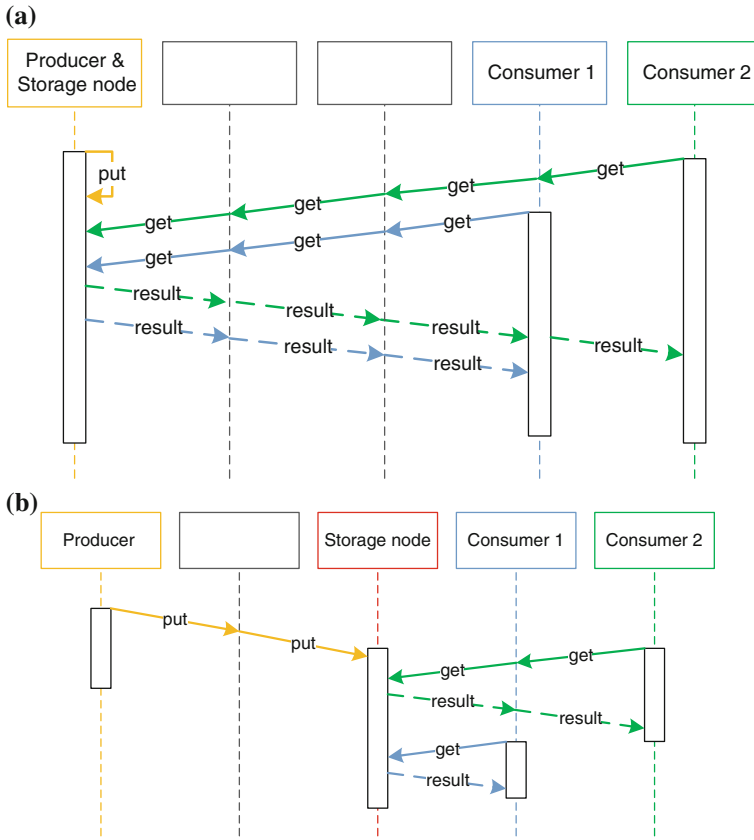 (a)
Producer &
Storage node
Consumer 1
Consumer 2
put
get
get
get
get
get
get
get
result
result
result
result
result
result
result
(b)
Producer
Storage node
Consumer 1
Consumer 2
put
put
get
get
result
result
get
result